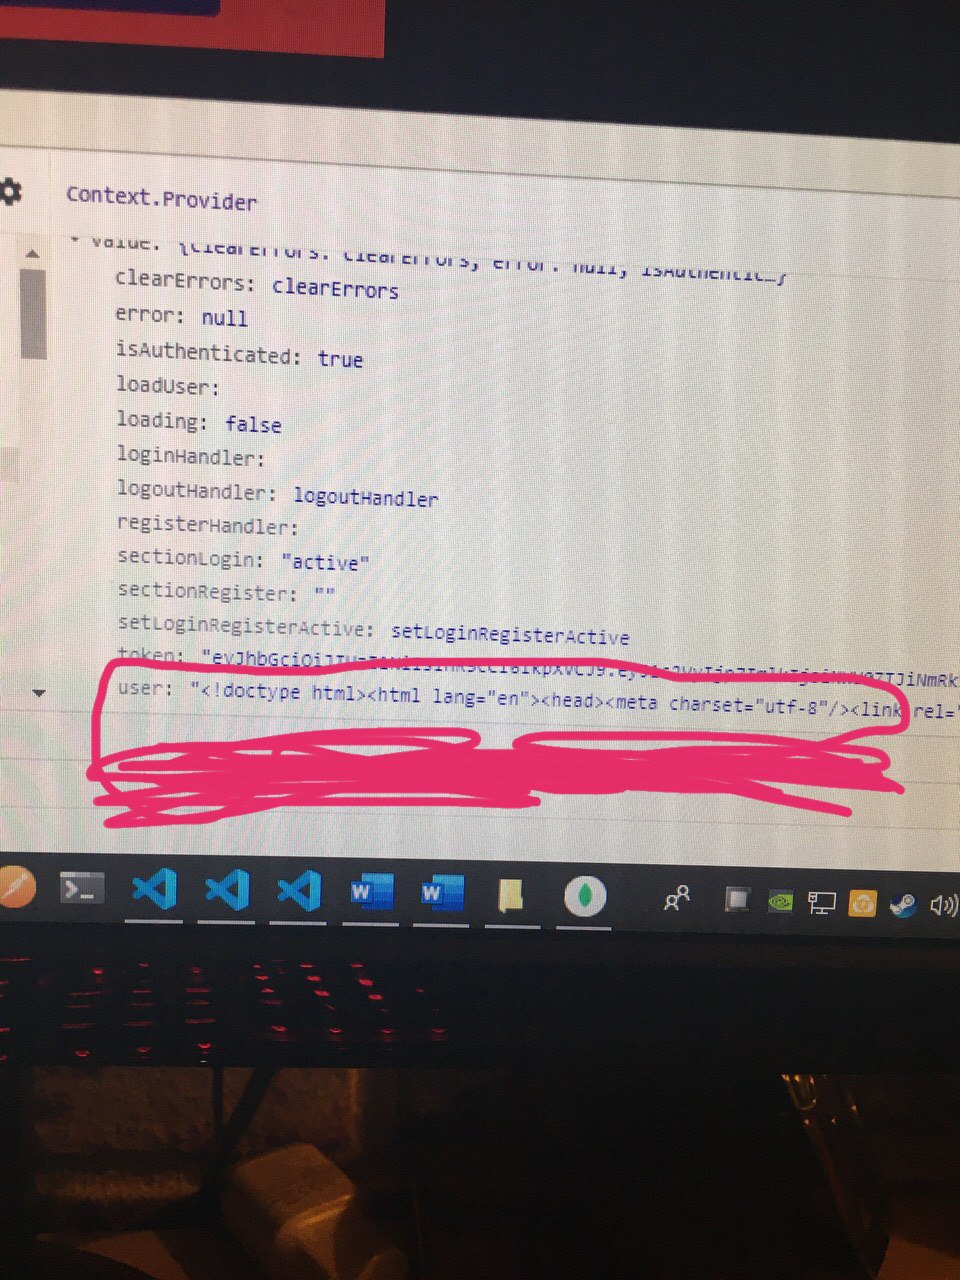 Context.Provider
value: {clearErrors: clearErrors, error: null, isAuthentic…}
clearErrors: clearErrors
error: null
isAuthenticated: true
loadUser:
loading: false
loginHandler:
logoutHandler: logoutHandler
registerHandler:
sectionLogin: "active"
sectionRegister: ""
setLoginRegisterActive: setLoginRegisterActive
token:
user: "<!doctype html><html lang="en"><head><meta charset="utf-8"/><link rel="
W
W